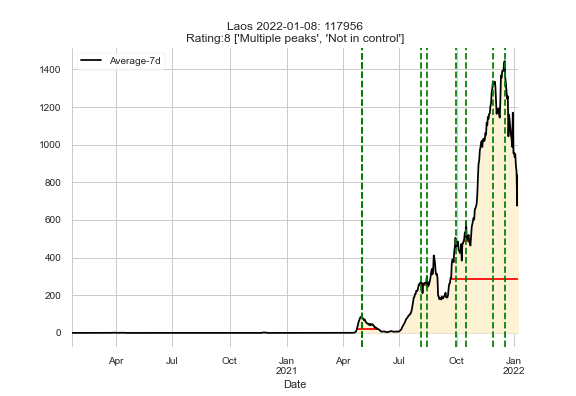 Laos 2022-01-08: 117956
Rating:8 ['Multiple peaks', 'Not in control']
Average-7d
1400
1200
1000
800
600
400
200
0
Apr Jul Oct Jan Apr Jul Oct Jan
2021 2022
Date